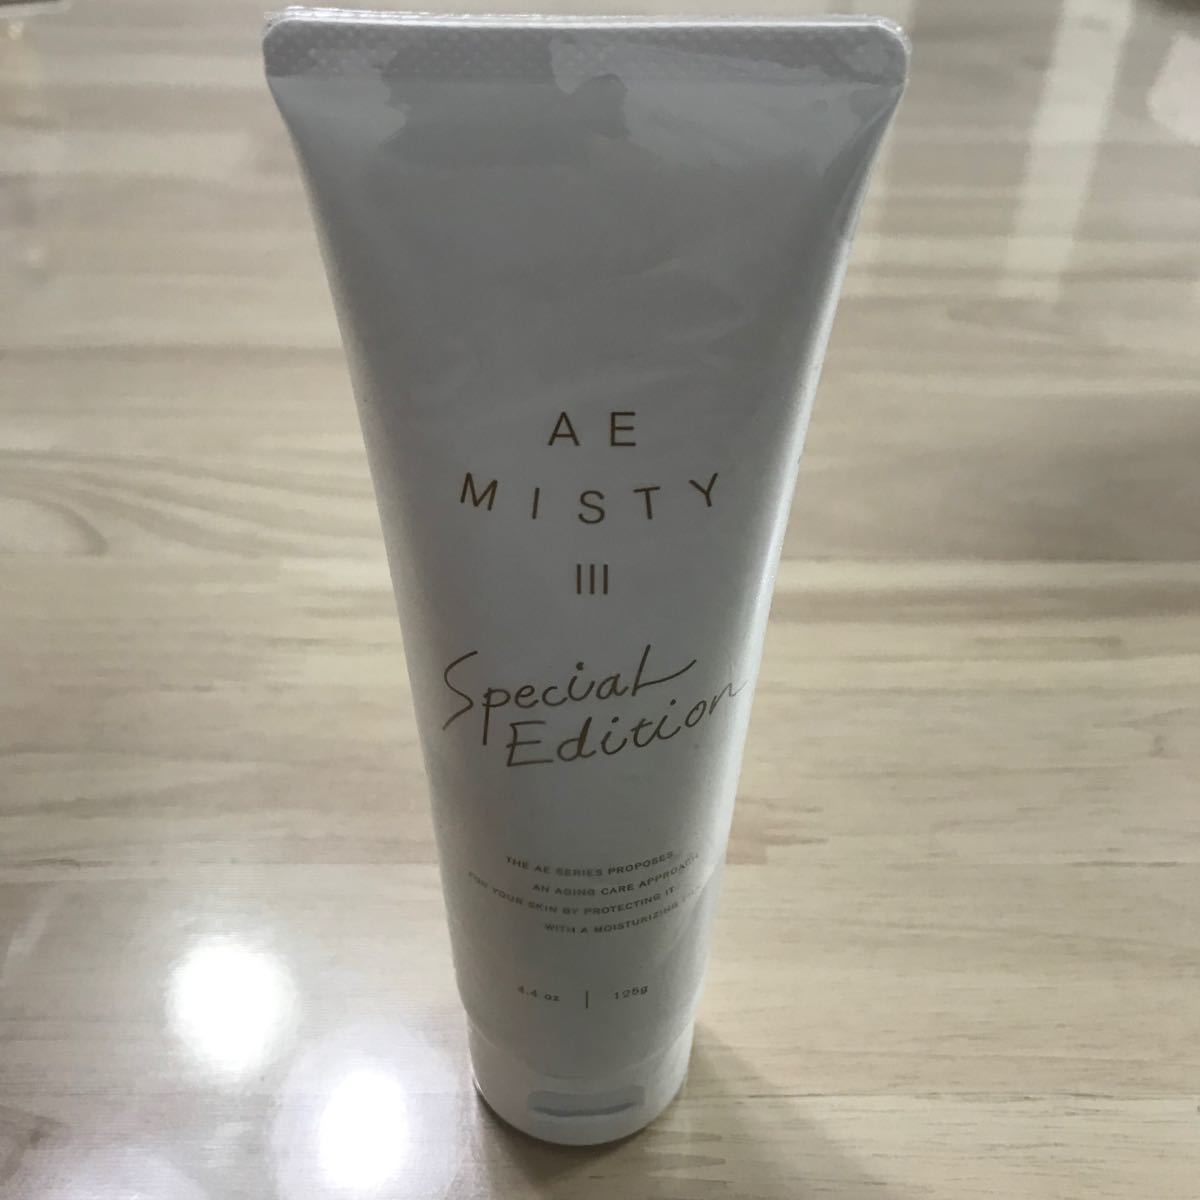 AE
MISTY
III
Special
Edition
THE AE SERIES PROPOSES
AN AGING CARE APPROACH
FOR YOUR SKIN BY PROTECTING IT
WITH A MOISTURIZING
4.4 oz | 125g